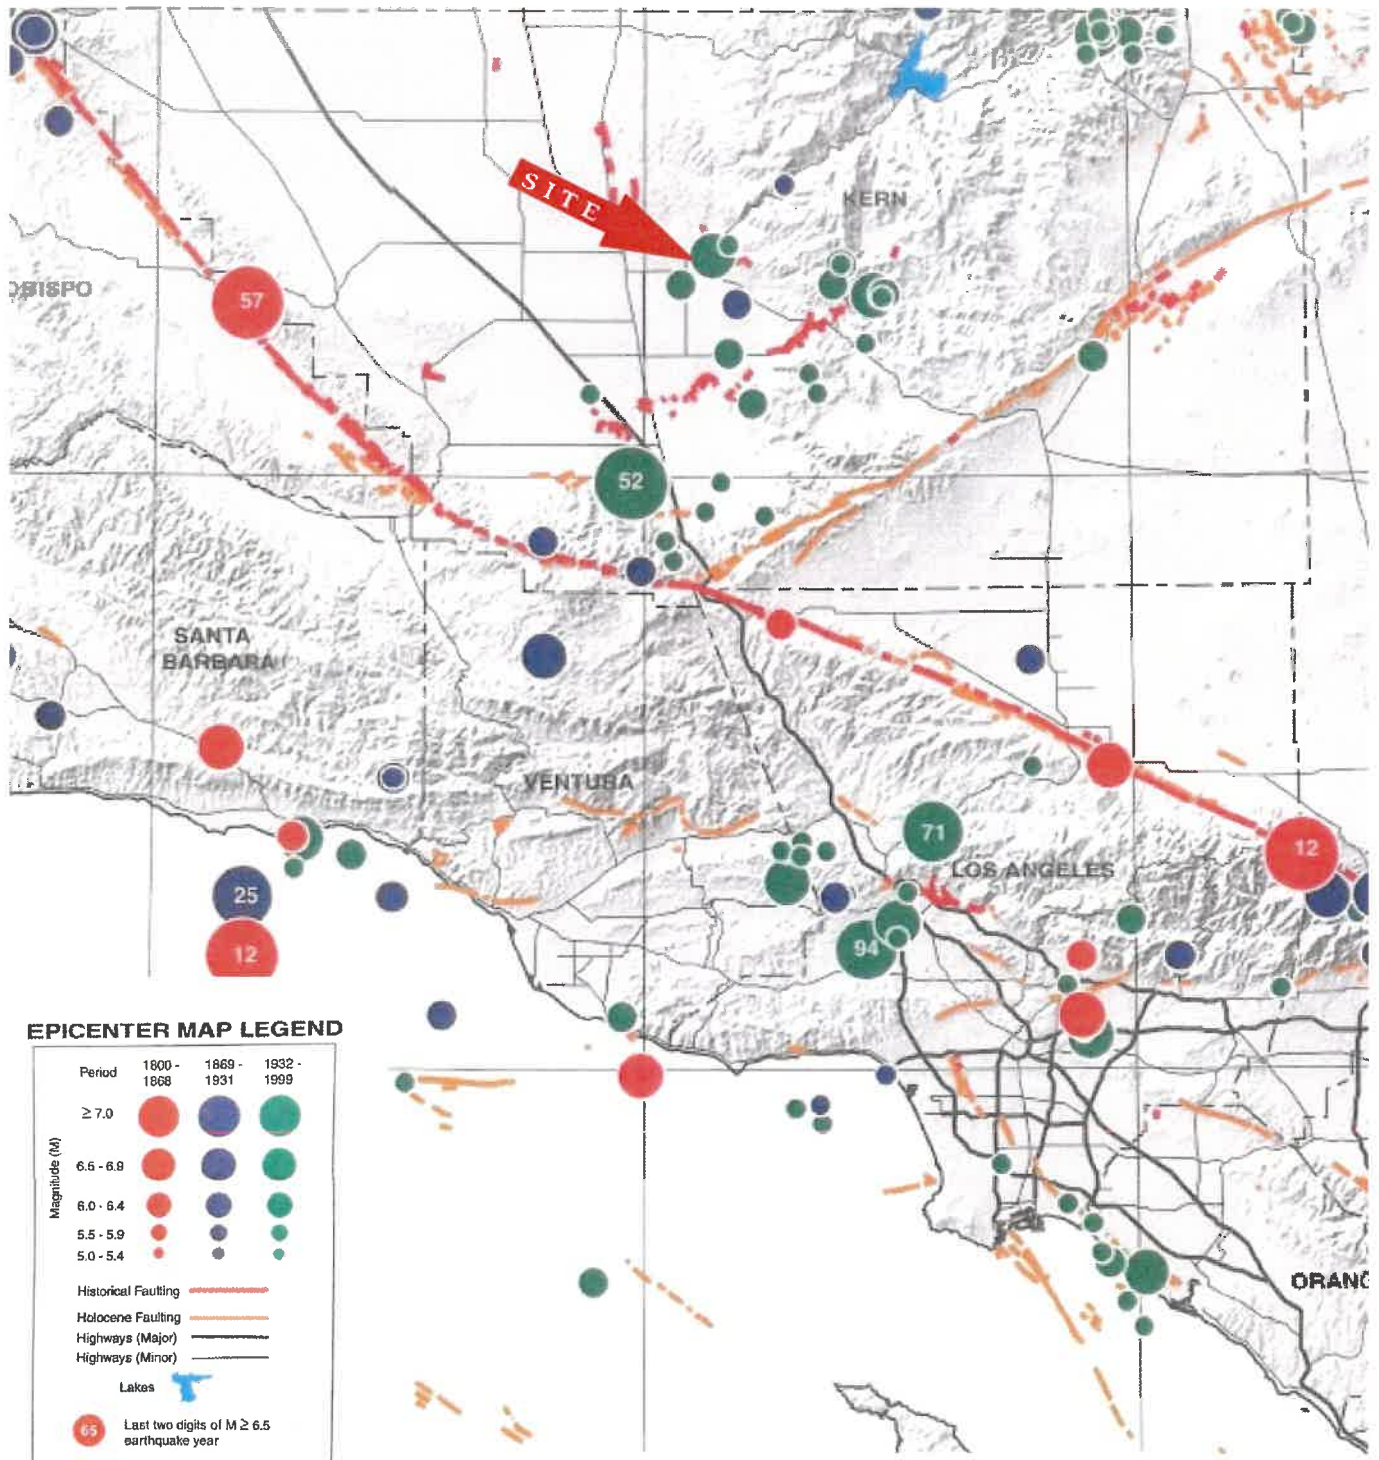 SITE
KERN
OBISPO
57
52
SANTA
BARBARA
VENTURA
71
LOS ANGELES
12
25
94
12
EPICENTER MAP LEGEND
Period
1800 - 1868
1869 - 1931
1932 - 1999
Magnitude (M)
≥ 7.0
6.5 - 6.9
6.0 - 6.4
5.5 - 5.9
5.0 - 5.4
Historical Faulting
Holocene Faulting
Highways (Major)
Highways (Minor)
Lakes
65
Last two digits of M ≥ 6.5
earthquake year
ORANG